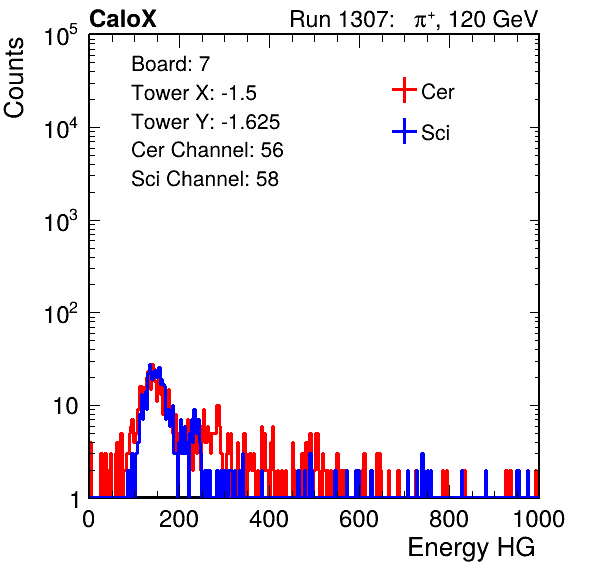 CaloX Run 1307: π⁺, 120 GeV
Board: 7
Tower X: -1.5
Tower Y: -1.625
Cer Channel: 56
Sci Channel: 58
Cer
Sci
Counts
10⁵
10⁴
10³
10²
10
1
0 200 400 600 800 1000
Energy HG